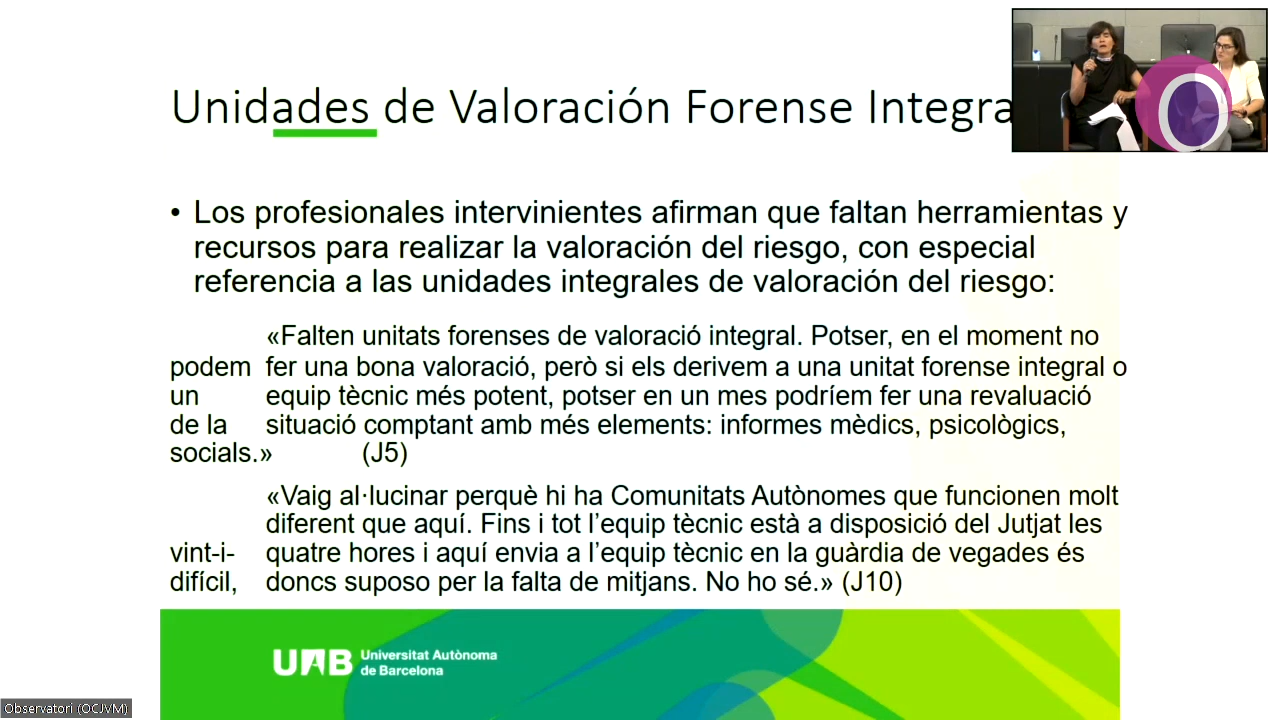 Unidades de Valoración Forense Integra
• Los profesionales intervinientes afirman que faltan herramientas y
recursos para realizar la valoración del riesgo, con especial
referencia a las unidades integrales de valoración del riesgo:
«Falten unitats forenses de valoració integral. Potser, en el moment no
podem fer una bona valoració, però si els derivem a una unitat forense integral o
un equip tècnic més potent, potser en un mes podríem fer una revaluació
de la situació comptant amb més elements: informes mèdics, psicològics,
socials.» (J5)
«Vaig al·lucinar perquè hi ha Comunitats Autònomes que funcionen molt
diferent que aquí. Fins i tot l’equip tècnic està a disposició del Jutjat les
vint-i- quatre hores i aquí envia a l’equip tècnic en la guàrdia de vegades és
difícil, doncs suposo per la falta de mitjans. No ho sé.» (J10)
UAB Universitat Autònoma
de Barcelona
Observatori (OCJVM)